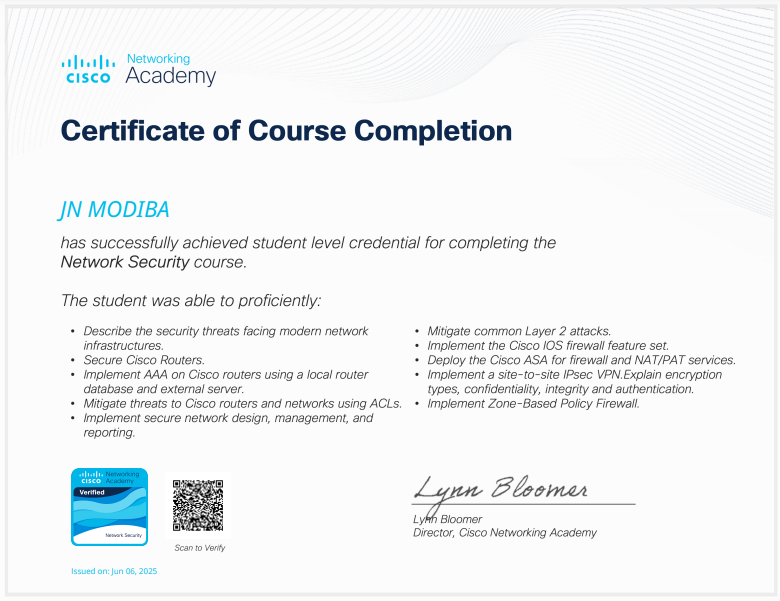 Networking
CISCO Academy
Certificate of Course Completion
JN MODIBA
has successfully achieved student level credential for completing the
Network Security course.
The student was able to proficiently:
• Describe the security threats facing modern network
infrastructures.
• Secure Cisco Routers.
• Implement AAA on Cisco routers using a local router
database and external server.
• Mitigate threats to Cisco routers and networks using ACLs.
• Implement secure network design, management, and
reporting.
• Mitigate common Layer 2 attacks.
• Implement the Cisco IOS firewall feature set.
• Deploy the Cisco ASA for firewall and NAT/PAT services.
• Implement a site-to-site IPsec VPN.Explain encryption
types, confidentiality, integrity and authentication.
• Implement Zone-Based Policy Firewall.
Networking
CISCO Academy
Verified
Network Security
Scan to Verify
Lynn Bloomer
Lynn Bloomer
Director, Cisco Networking Academy
Issued on: Jun 06, 2025